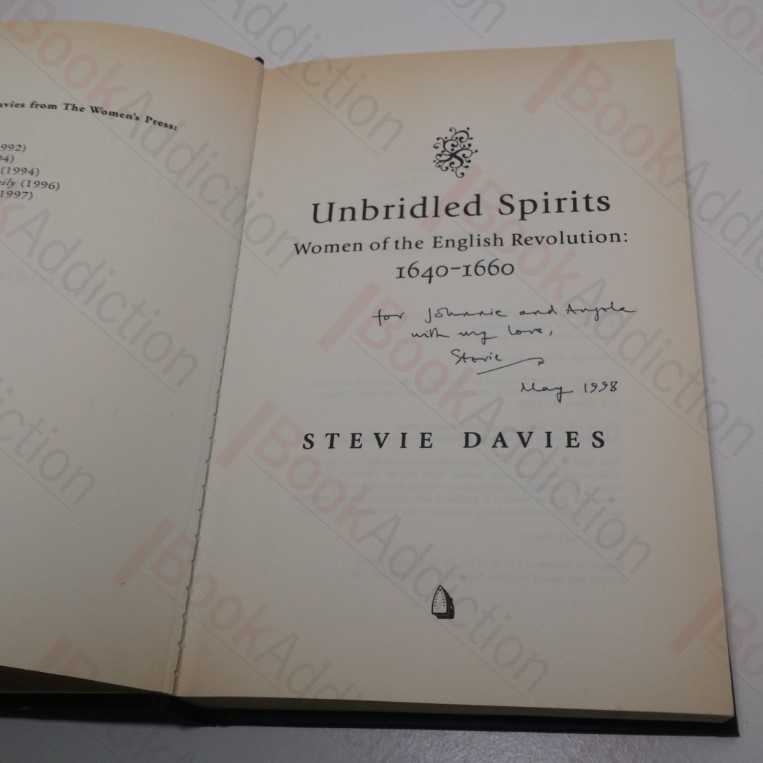 avies from The Women's Press:
992)
94)
(1994)
ily (1996)
1997)
Unbridled Spirits
Women of the English Revolution:
1640-1660
for Johnnie and Angela
with my love,
Stevie
May 1998
STEVIE DAVIES
BookAddiction